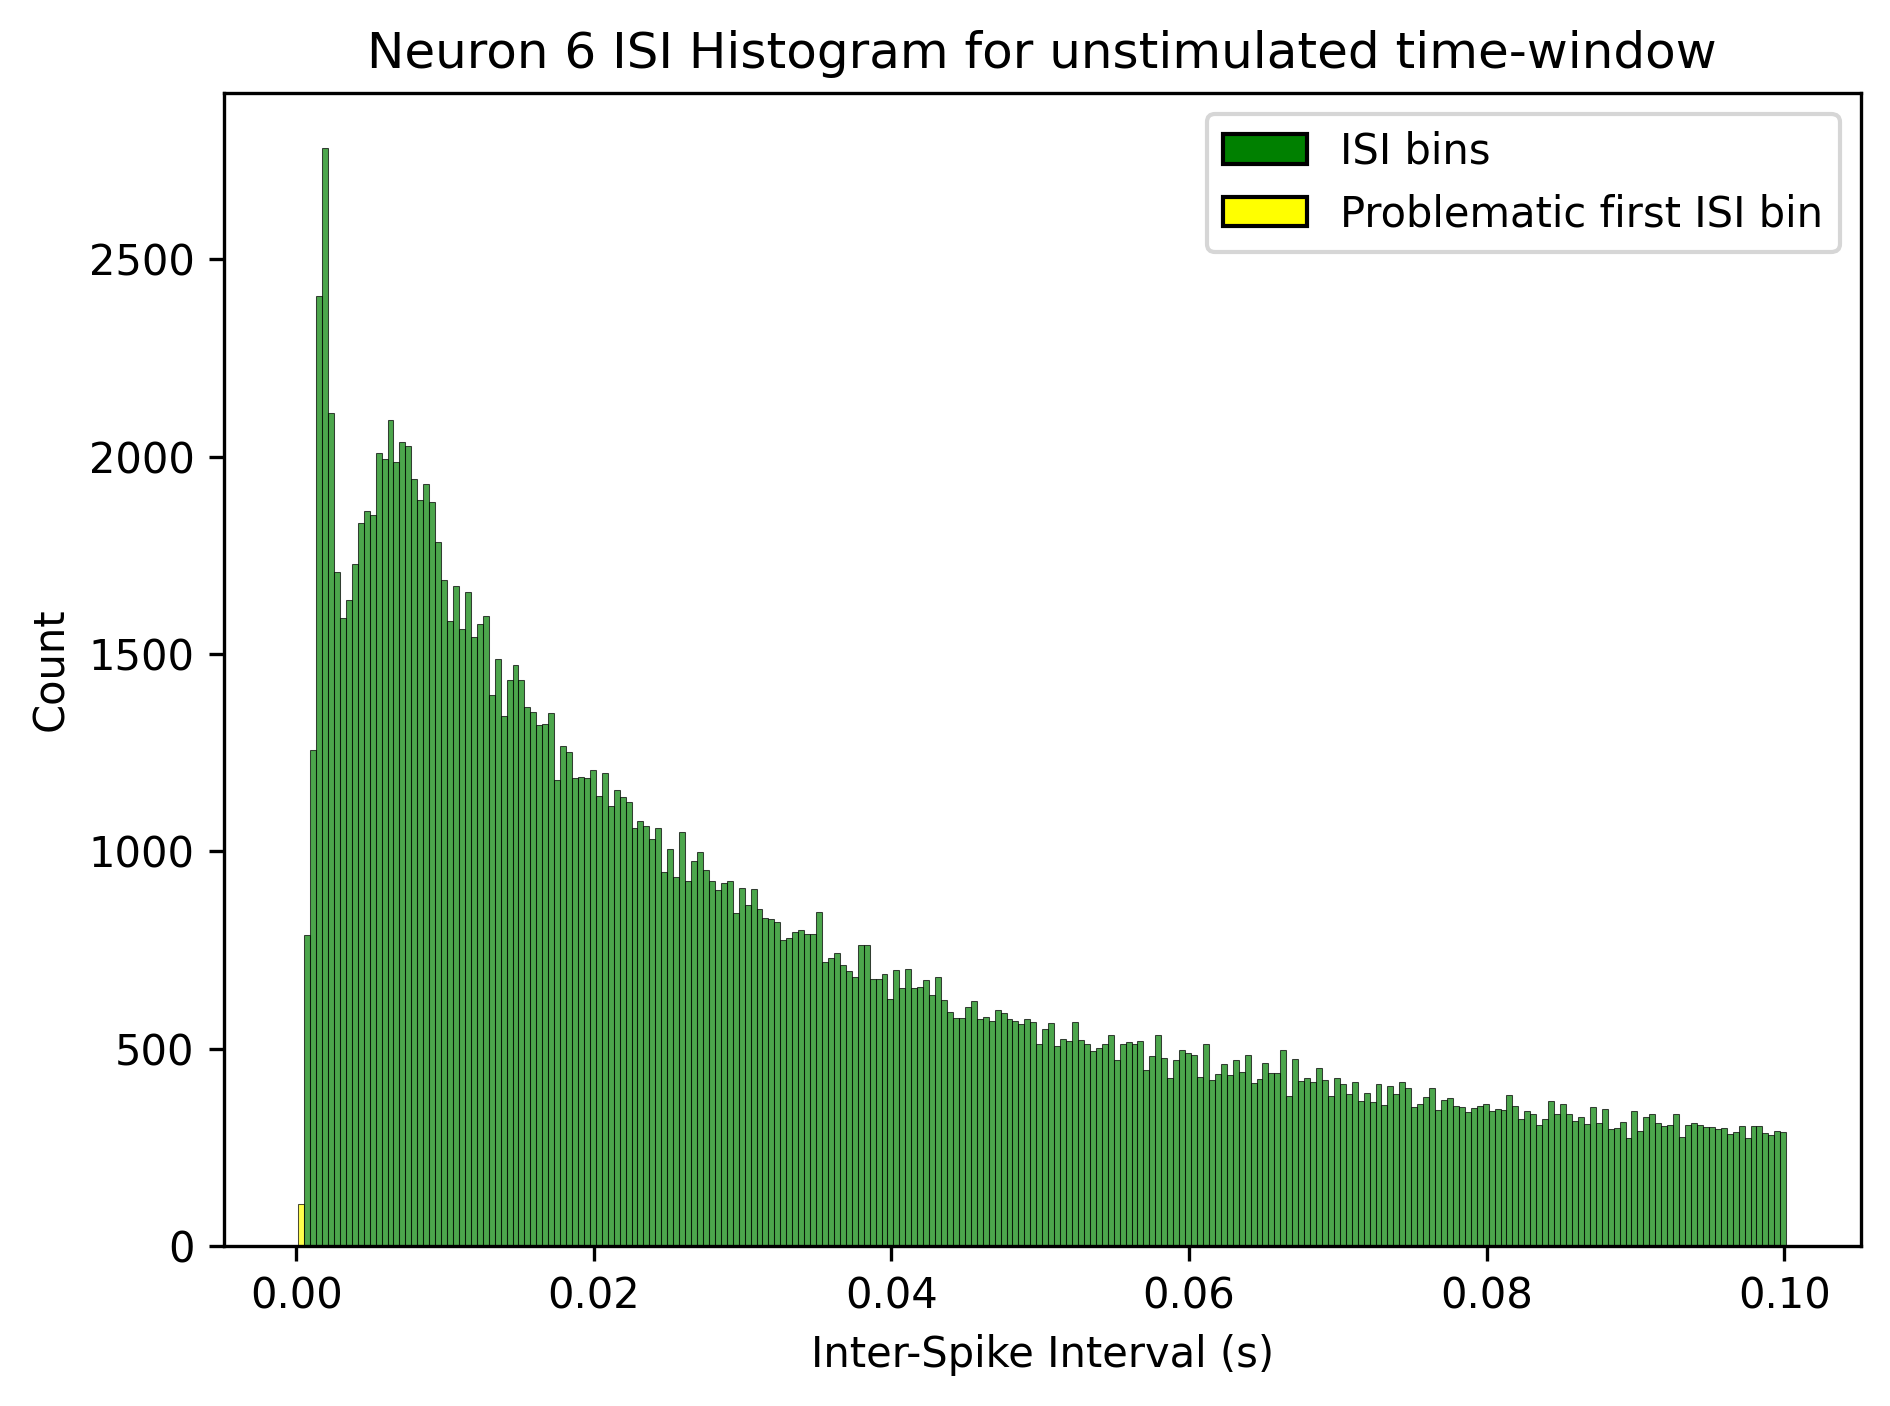 Neuron 6 ISI Histogram for unstimulated time-window
ISI bins
Problematic first ISI bin
2500
2000
1500
1000
500
0
Count
0.00 0.02 0.04 0.06 0.08 0.10
Inter-Spike Interval (s)